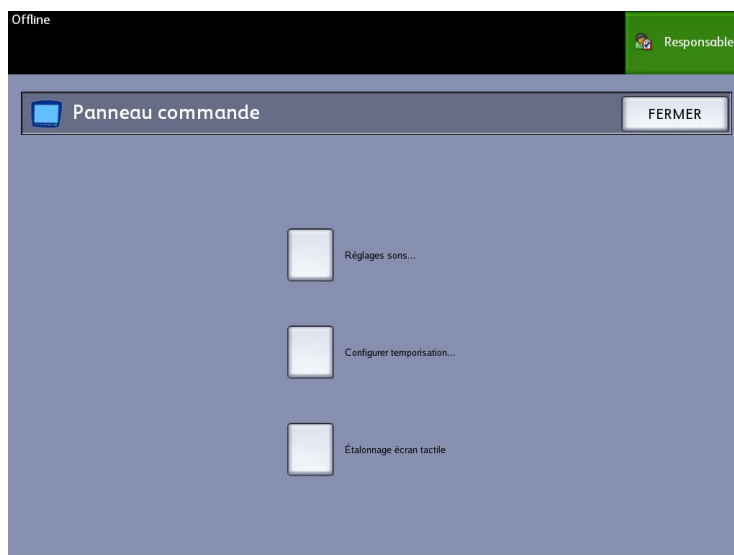 Offline
Responsable
Panneau commande
FERMER
Réglages sons...
Configurer temporisation...
Étalonnage écran tactile